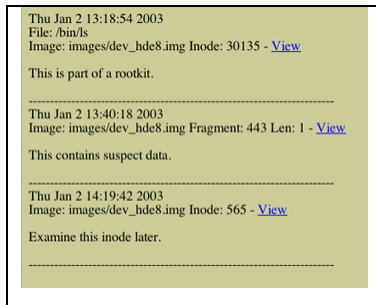 Thu Jan 2 13:18:54 2003
File: /bin/ls
Image: images/dev_hde8.img Inode: 30135 - View
This is part of a rootkit.
--------------------------------------------------------------------------
Thu Jan 2 13:40:18 2003
Image: images/dev_hde8.img Fragment: 443 Len: 1 - View
This contains suspect data.
--------------------------------------------------------------------------
Thu Jan 2 14:19:42 2003
Image: images/dev_hde8.img Inode: 565 - View
Examine this inode later.
--------------------------------------------------------------------------